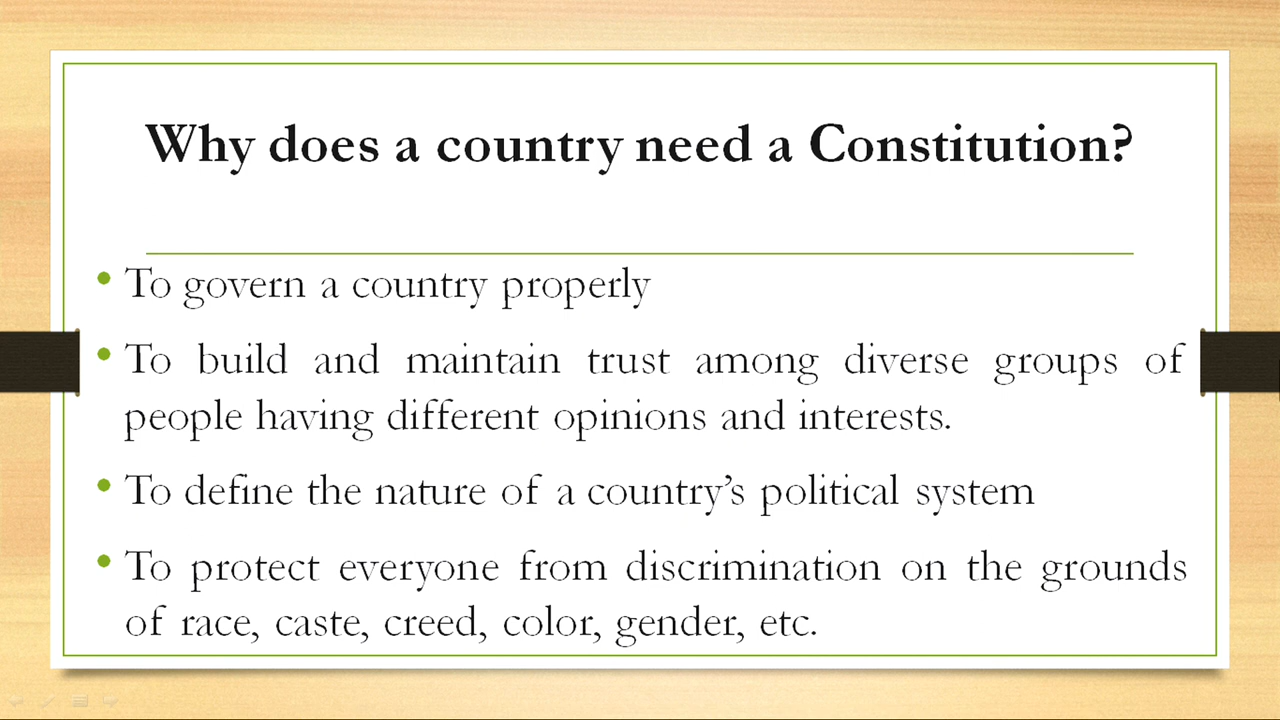 Why does a country need a Constitution?
• To govern a country properly
• To build and maintain trust among diverse groups of
people having different opinions and interests.
• To define the nature of a country’s political system
• To protect everyone from discrimination on the grounds
of race, caste, creed, color, gender, etc.